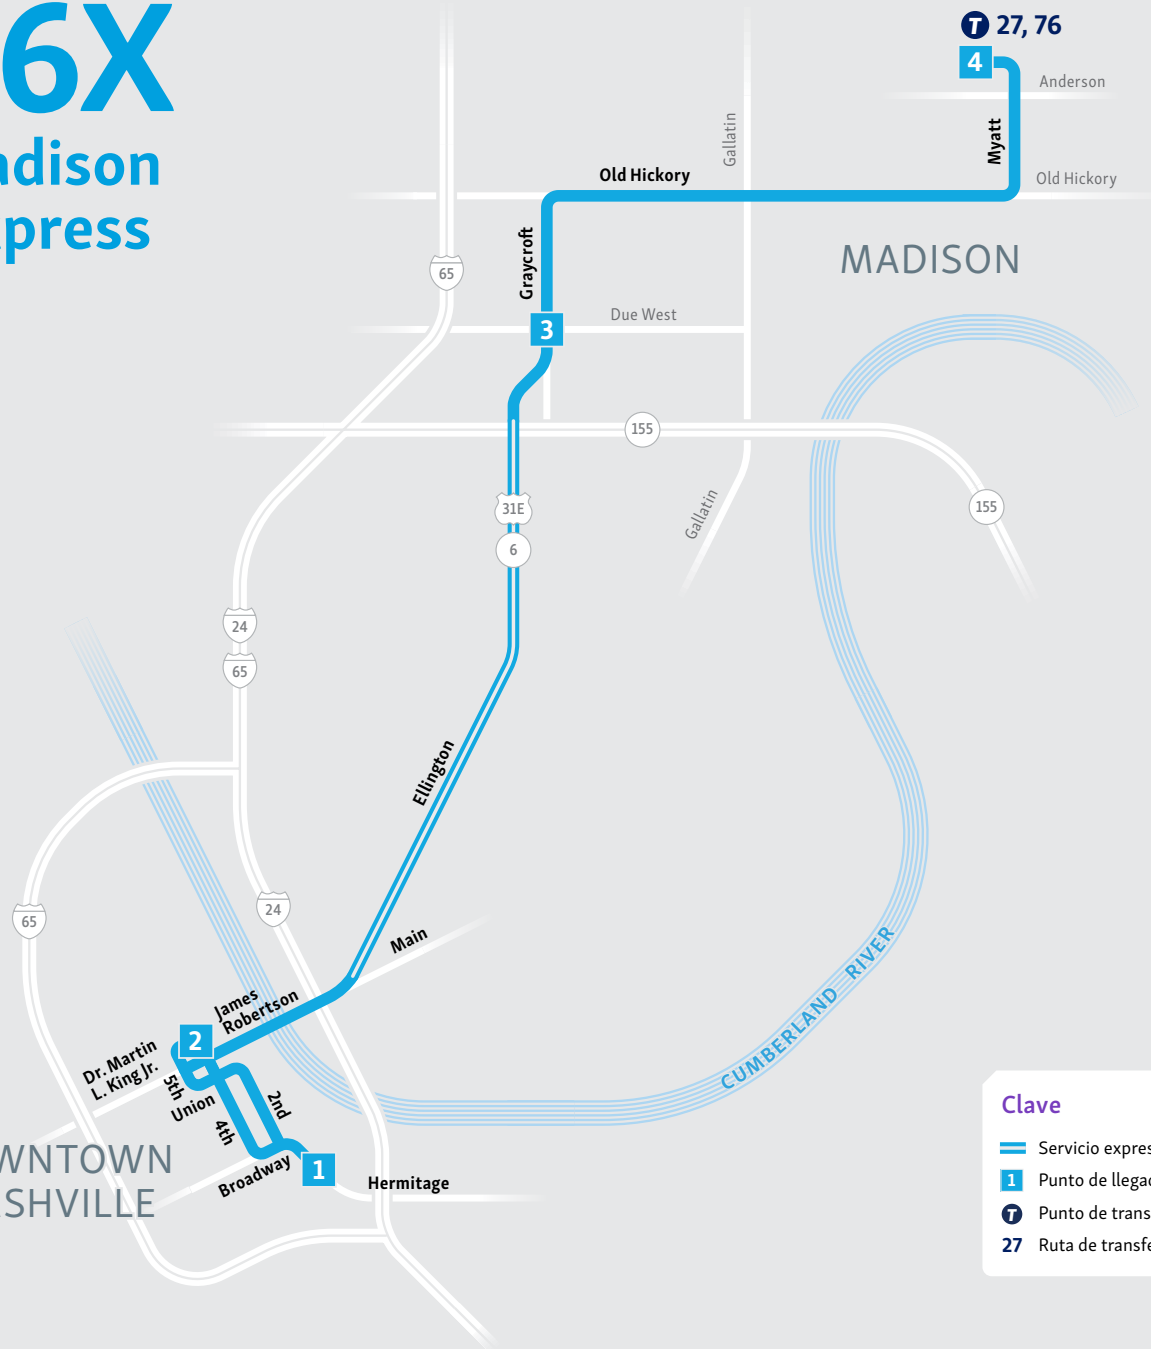 6X
adison
press
T 27, 76
4
Anderson
Myatt
Old Hickory
Gallatin
Old Hickory
MADISON
Graycroft
65
3
Due West
155
Gallatin
155
31E
6
24
65
Ellington
65
24
Main
James
Robertson
2
Dr. Martin
L. King Jr.
5th
Union
4th
2nd
Broadway
1
Hermitage
WNTOWN
SHVILLE
CUMBERLAND RIVER
Clave
Servicio expres
1 Punto de llegad
T Punto de trans
27 Ruta de transfe